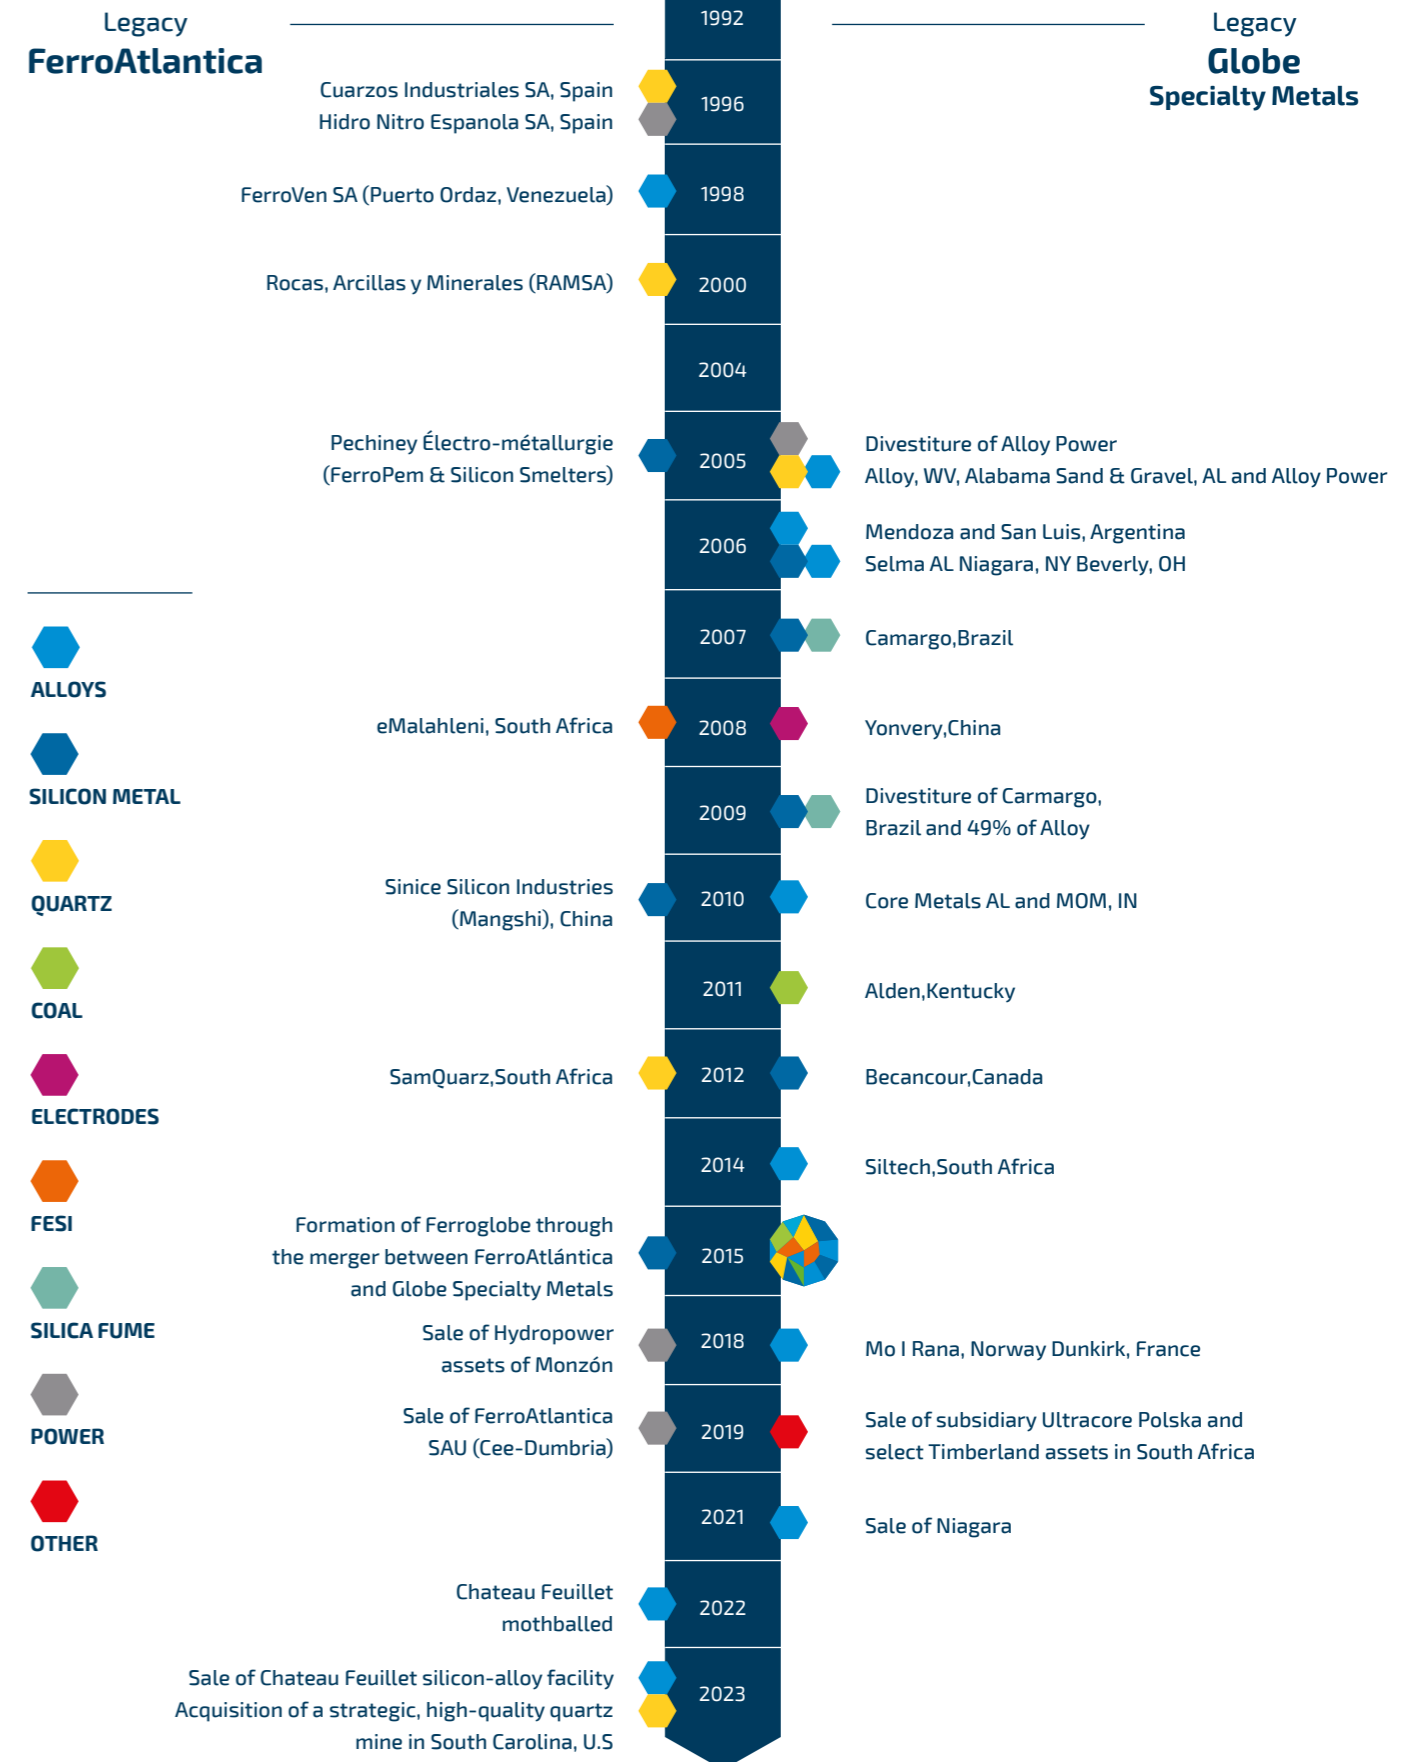 Legacy
FerroAtlantica
1992
Legacy
Globe
Specialty Metals
Cuarzos Industriales SA, Spain
Hidro Nitro Espanola SA, Spain
1996
FerroVen SA (Puerto Ordaz, Venezuela)
1998
Rocas, Arcillas y Minerales (RAMSA)
2000
2004
Pechiney Électro-métallurgie
(FerroPem & Silicon Smelters)
2005
Divestiture of Alloy Power
Alloy, WV, Alabama Sand & Gravel, AL and Alloy Power
2006
Mendoza and San Luis, Argentina
Selma AL Niagara, NY Beverly, OH
2007
Camargo,Brazil
eMalahleni, South Africa
2008
Yonvery,China
2009
Divestiture of Carmargo,
Brazil and 49% of Alloy
Sinice Silicon Industries
(Mangshi), China
2010
Core Metals AL and MOM, IN
2011
Alden,Kentucky
SamQuarz,South Africa
2012
Becancour,Canada
2014
Siltech,South Africa
Formation of Ferroglobe through
the merger between FerroAtlántica
and Globe Specialty Metals
2015
Sale of Hydropower
assets of Monzón
2018
Mo I Rana, Norway Dunkirk, France
Sale of FerroAtlantica
SAU (Cee-Dumbria)
2019
Sale of subsidiary Ultracore Polska and
select Timberland assets in South Africa
2021
Sale of Niagara
Chateau Feuillet
mothballed
2022
Sale of Chateau Feuillet silicon-alloy facility
Acquisition of a strategic, high-quality quartz
mine in South Carolina, U.S
2023
ALLOYS
SILICON METAL
QUARTZ
COAL
ELECTRODES
FESI
SILICA FUME
POWER
OTHER